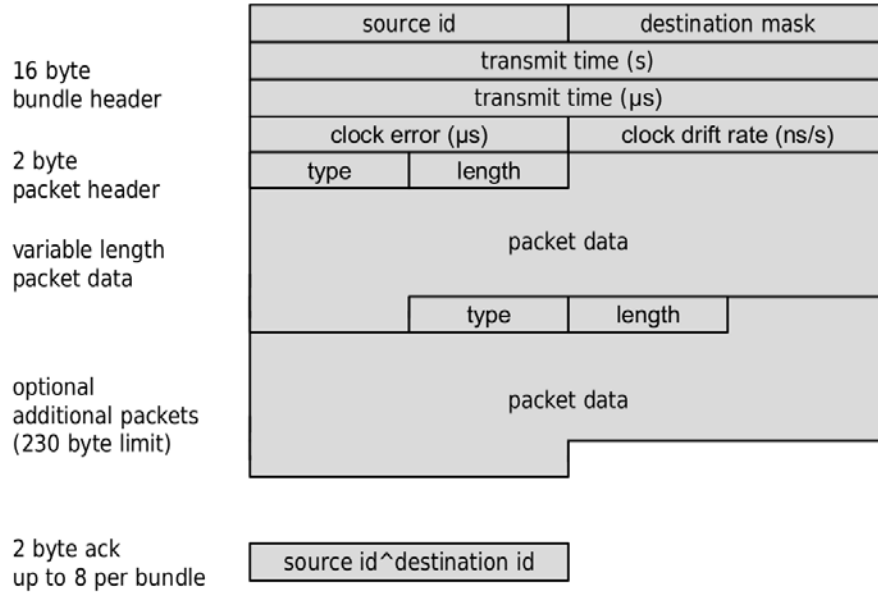 source id destination mask
transmit time (s)
16 byte
bundle header
transmit time (µs)
clock error (µs) clock drift rate (ns/s)
2 byte
packet header
type length
packet data
variable length
packet data
type length
optional
additional packets
(230 byte limit)
packet data
2 byte ack
up to 8 per bundle
source id^destination id